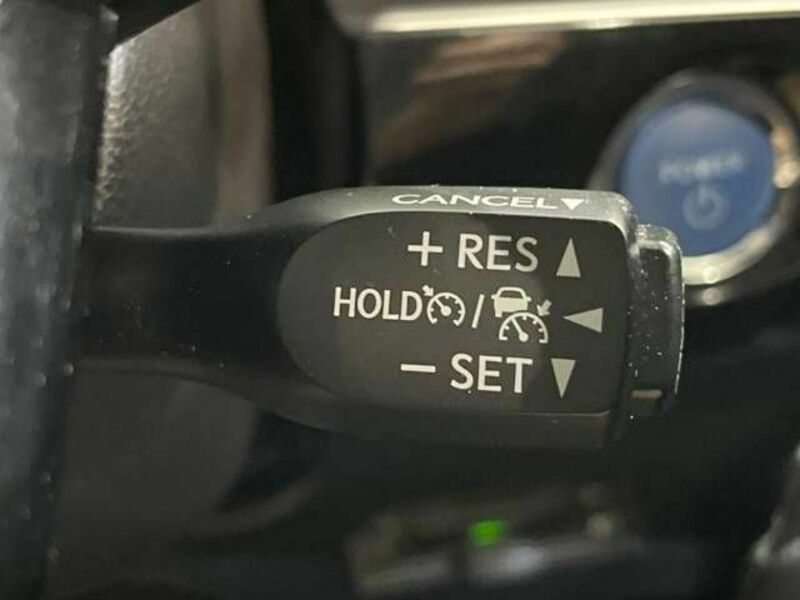 CANCEL▼
+ RES ▲
HOLD / ◀
− SET ▼
POWER